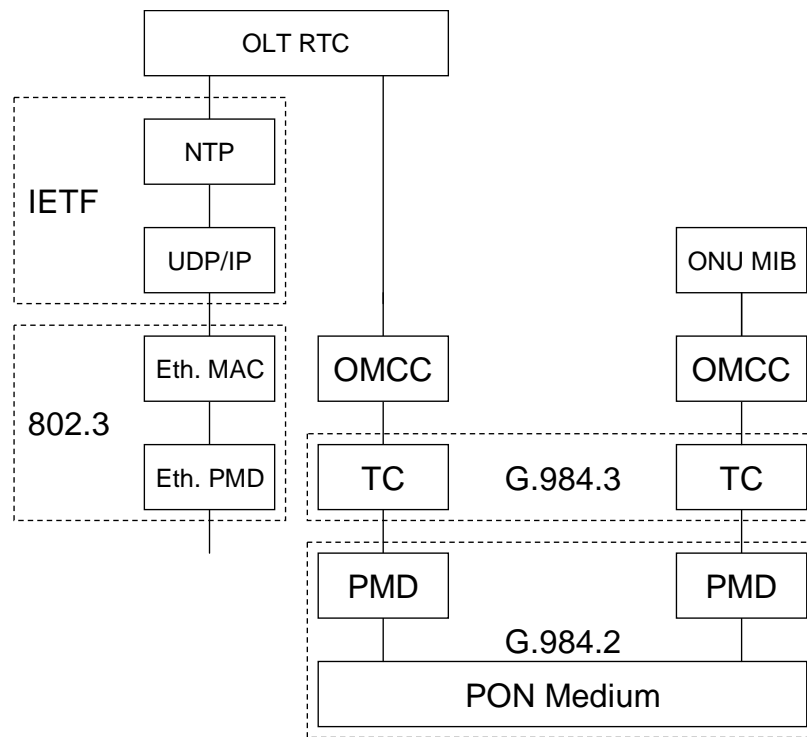 OLT RTC
NTP
IETF
UDP/IP
ONU MIB
Eth. MAC
OMCC
OMCC
802.3
Eth. PMD
TC
G.984.3
TC
PMD
PMD
G.984.2
PON Medium